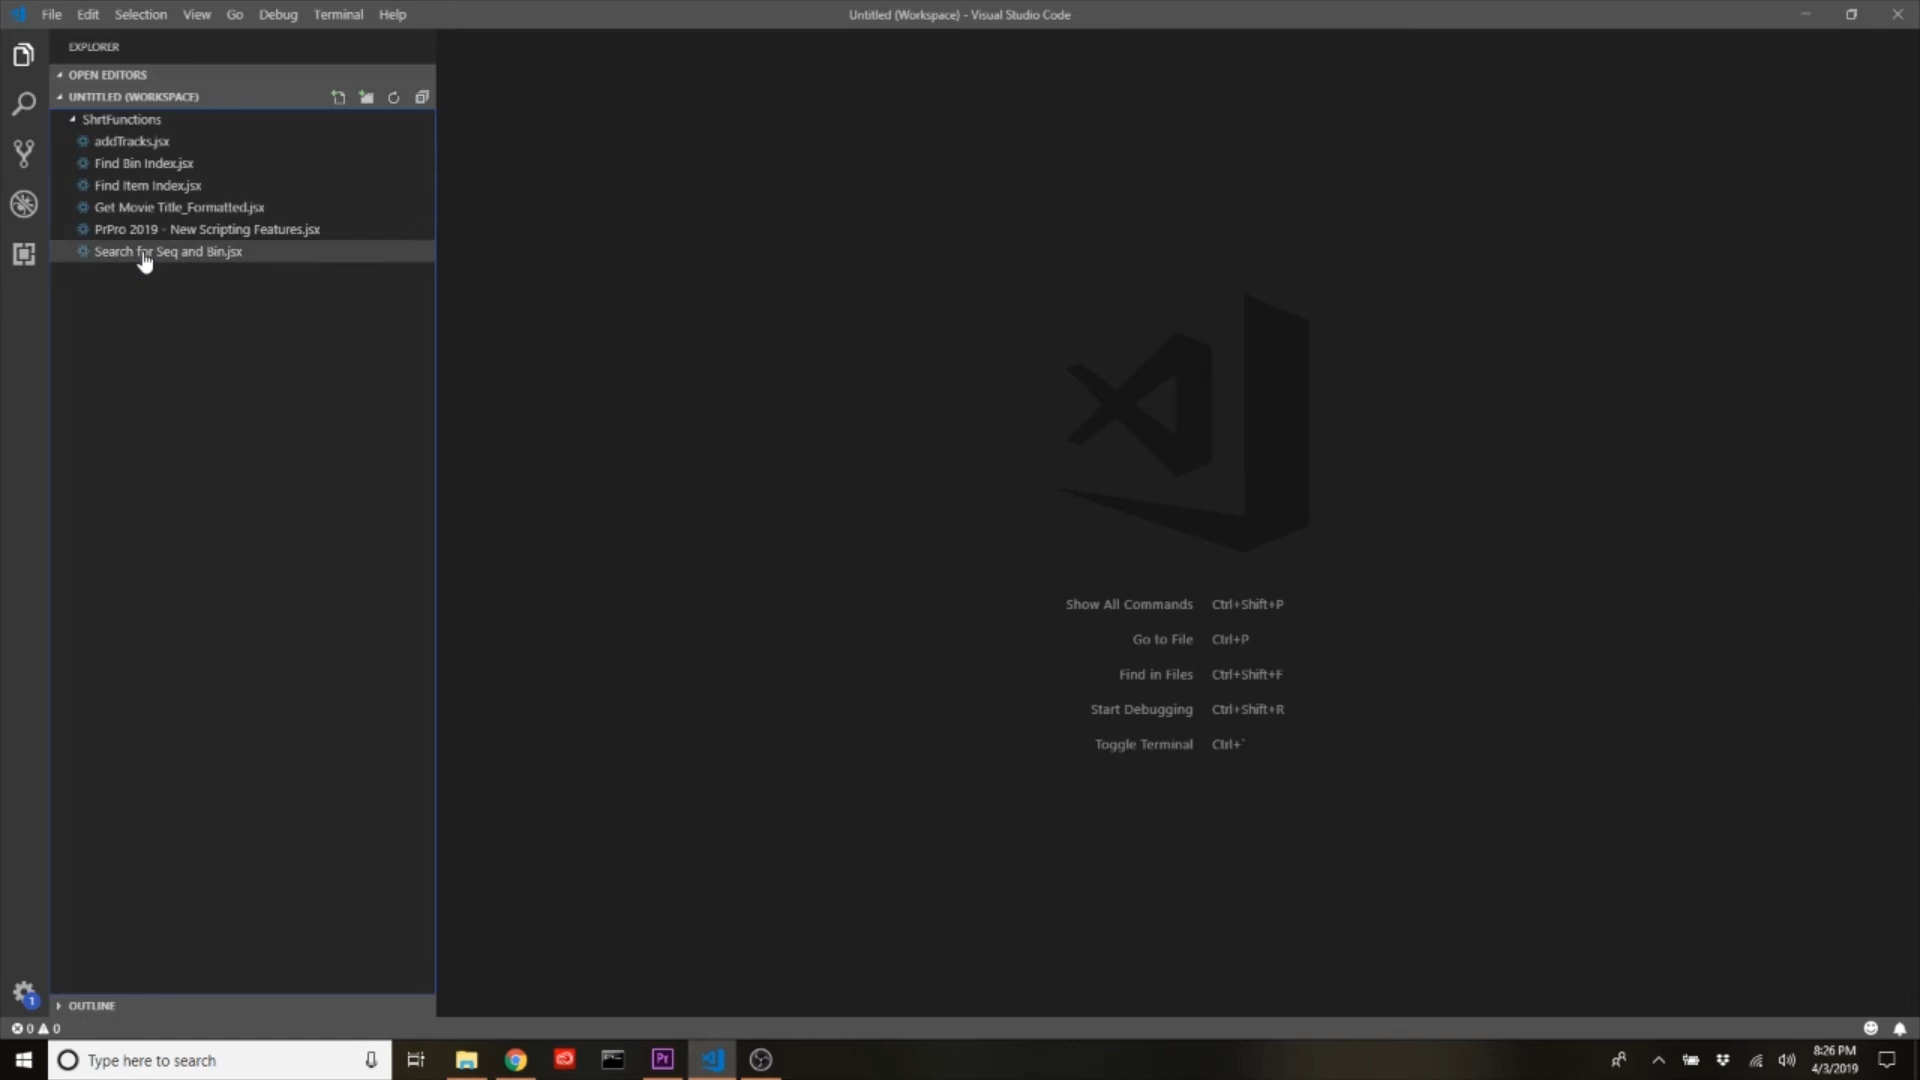 File Edit Selection View Go Debug Terminal Help
Untitled (Workspace) - Visual Studio Code
EXPLORER
OPEN EDITORS
UNTITLED (WORKSPACE)
ShrtFunctions
addTracks.jsx
Find Bin Index.jsx
Find Item Index.jsx
Get Movie Title_Formatted.jsx
PrPro 2019 - New Scripting Features.jsx
Search for Seq and Bin.jsx
Show All Commands Ctrl+Shift+P
Go to File Ctrl+P
Find in Files Ctrl+Shift+F
Start Debugging Ctrl+Shift+R
Toggle Terminal Ctrl+`
1
OUTLINE
0 0
Type here to search
Pr
8:26 PM
4/3/2019